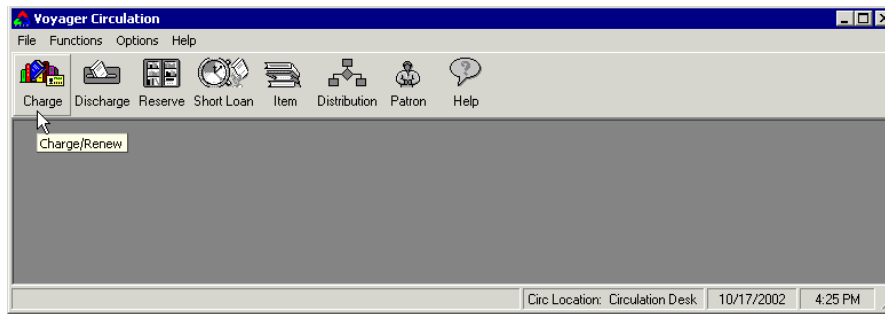 Voyager Circulation
File Functions Options Help
Charge Discharge Reserve Short Loan Item Distribution Patron Help
Charge/Renew
Circ Location: Circulation Desk 10/17/2002 4:25 PM